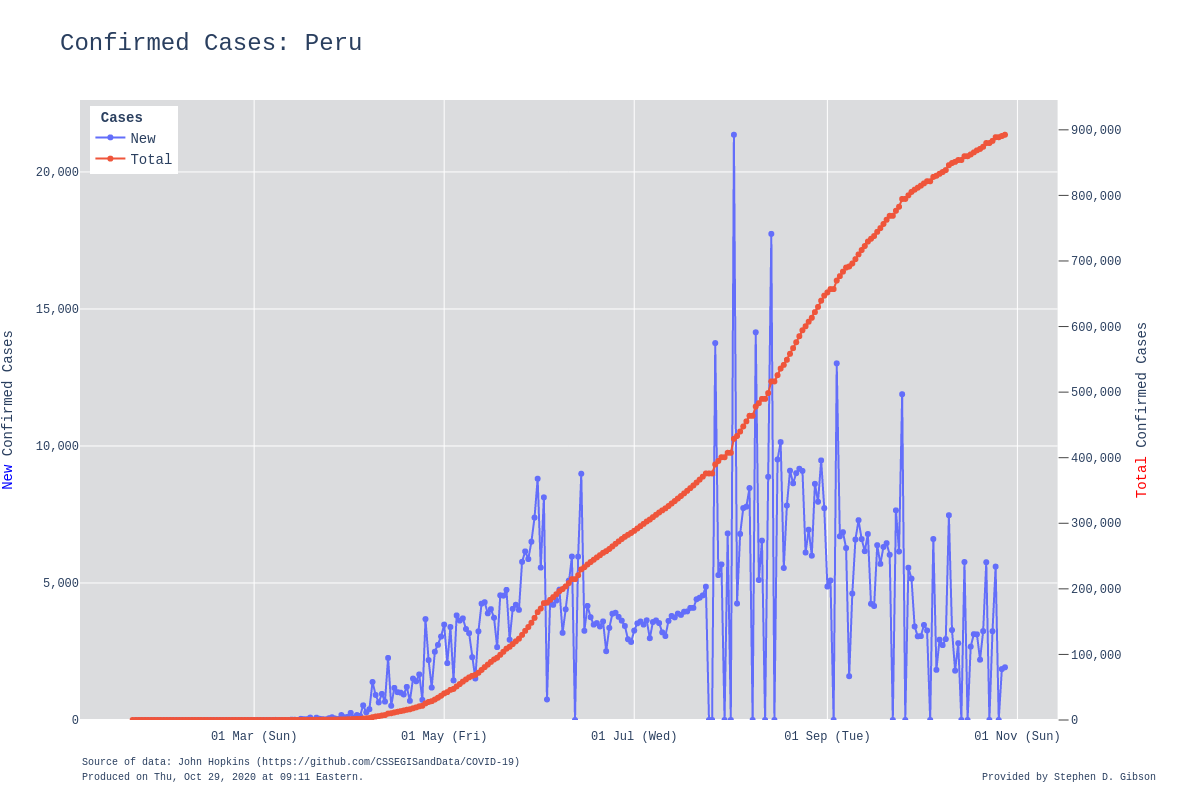 Confirmed Cases: Peru
Cases
New
Total
20,000
15,000
10,000
5,000
0
New Confirmed Cases
900,000
800,000
700,000
600,000
500,000
400,000
300,000
200,000
100,000
0
Total Confirmed Cases
01 Mar (Sun) 01 May (Fri) 01 Jul (Wed) 01 Sep (Tue) 01 Nov (Sun)
Source of data: John Hopkins (https://github.com/CSSEGISandData/COVID-19)
Produced on Thu, Oct 29, 2020 at 09:11 Eastern.
Provided by Stephen D. Gibson